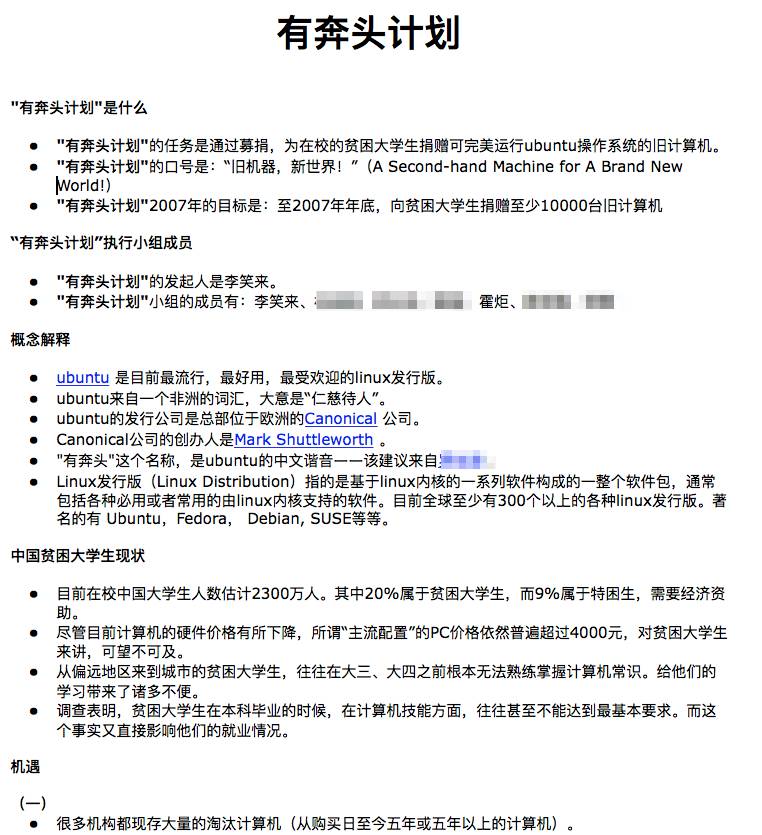 有奔头计划
"有奔头计划"是什么
● "有奔头计划"的任务是通过募捐，为在校的贫困大学生捐赠可完美运行ubuntu操作系统的旧计算机。
● "有奔头计划"的口号是：“旧机器，新世界！”（A Second-hand Machine for A Brand New
World!）
● "有奔头计划"2007年的目标是：至2007年年底，向贫困大学生捐赠至少10000台旧计算机
“有奔头计划”执行小组成员
● "有奔头计划"的发起人是李笑来。
● "有奔头计划"小组的成员有：李笑来、 霍炬、
概念解释
● ubuntu 是目前最流行，最好用，最受欢迎的linux发行版。
● ubuntu来自一个非洲的词汇，大意是“仁慈待人”。
● ubuntu的发行公司是总部位于欧洲的Canonical 公司。
● Canonical公司的创办人是Mark Shuttleworth 。
● "有奔头"这个名称，是ubuntu的中文谐音——该建议来自
● Linux发行版（Linux Distribution）指的是基于linux内核的一系列软件构成的一整个软件包，通常
包括各种必用或者常用的由linux内核支持的软件。目前全球至少有300个以上的各种linux发行版。著
名的有 Ubuntu，Fedora， Debian, SUSE等等。
中国贫困大学生现状
● 目前在校中国大学生人数估计2300万人。其中20%属于贫困大学生，而9%属于特困生，需要经济资
助。
● 尽管目前计算机的硬件价格有所下降，所谓“主流配置”的PC价格依然普遍超过4000元，对贫困大学生
来讲，可望不可及。
● 从偏远地区来到城市的贫困大学生，往往在大三、大四之前根本无法熟练掌握计算机常识。给他们的
学习带来了诸多不便。
● 调查表明，贫困大学生在本科毕业的时候，在计算机技能方面，往往甚至不能达到最基本要求。而这
个事实又直接影响他们的就业情况。
机遇
（一）
● 很多机构都现存大量的淘汰计算机（从购买日至今五年或五年以上的计算机）。